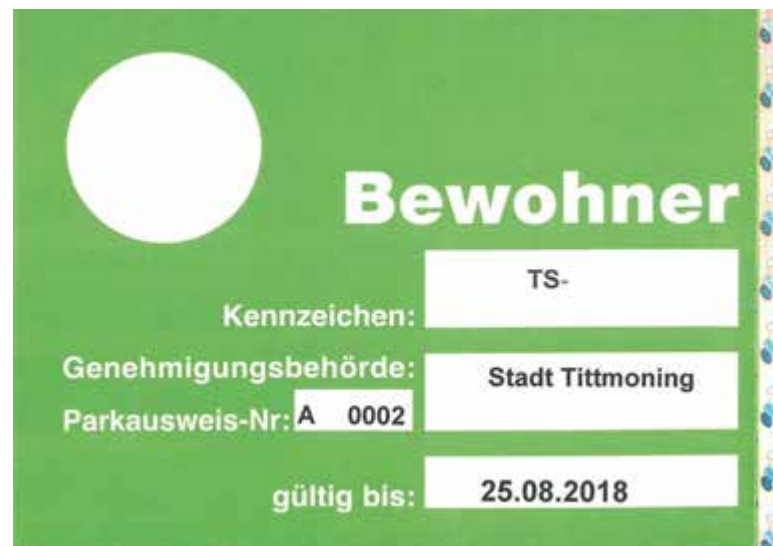 Bewohner
Kennzeichen: TS-
Genehmigungsbehörde: Stadt Tittmoning
Parkausweis-Nr: A 0002
gültig bis: 25.08.2018